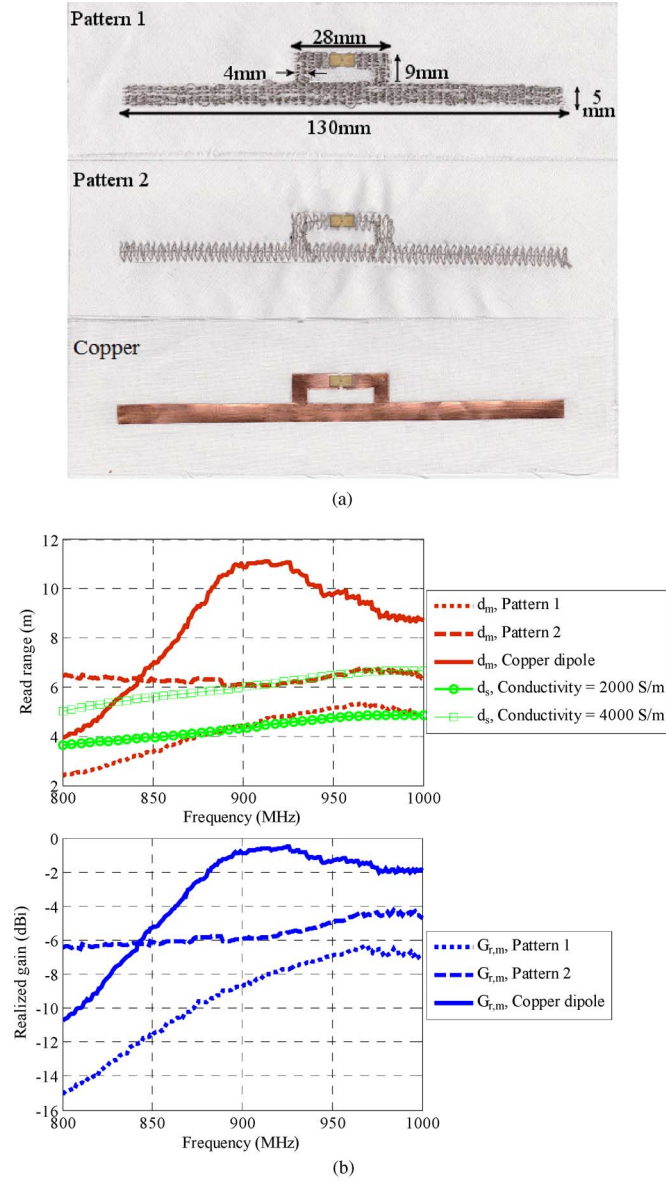 Pattern 1
28mm
4mm
9mm
5
mm
130mm
Pattern 2
Copper
(a)
12
10
8
6
4
2
Read range (m)
800
850
900
950
1000
Frequency (MHz)
dₘ, Pattern 1
dₘ, Pattern 2
dₘ, Copper dipole
dₛ, Conductivity = 2000 S/m
dₛ, Conductivity = 4000 S/m
0
-2
-4
-6
-8
-10
-12
-14
-16
Realized gain (dBi)
800
850
900
950
1000
Frequency (MHz)
Gᵣ,ₘ, Pattern 1
Gᵣ,ₘ, Pattern 2
Gᵣ,ₘ, Copper dipole
(b)